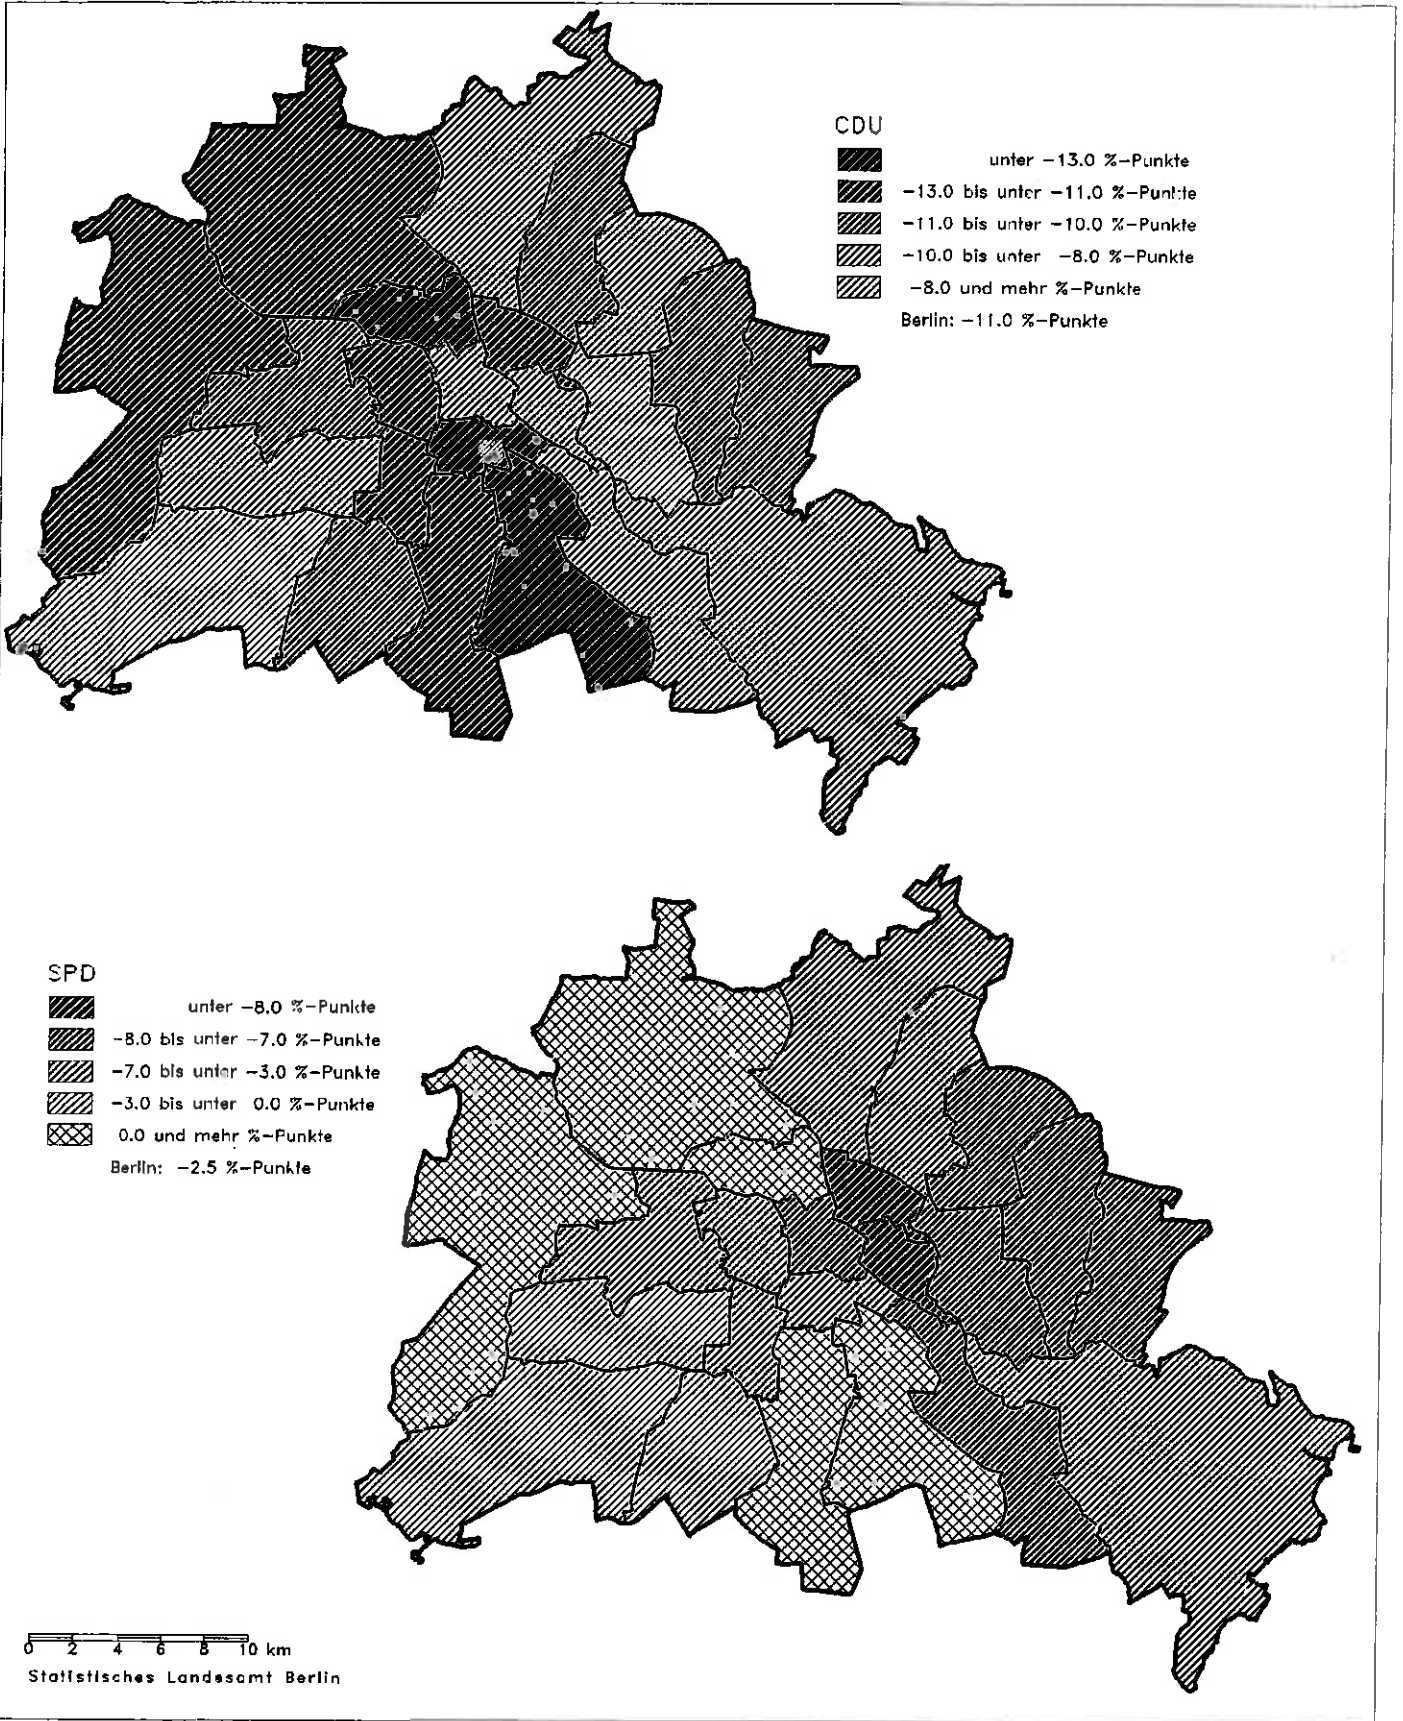 CDU
unter -13.0 %-Punkte
-13.0 bis unter -11.0 %-Punkte
-11.0 bis unter -10.0 %-Punkte
-10.0 bis unter -8.0 %-Punkte
-8.0 und mehr %-Punkte
Berlin: -11.0 %-Punkte
SPD
unter -8.0 %-Punkte
-8.0 bis unter -7.0 %-Punkte
-7.0 bis unter -3.0 %-Punkte
-3.0 bis unter 0.0 %-Punkte
0.0 und mehr %-Punkte
Berlin: -2.5 %-Punkte
0 2 4 6 8 10 km
Statistisches Landesamt Berlin